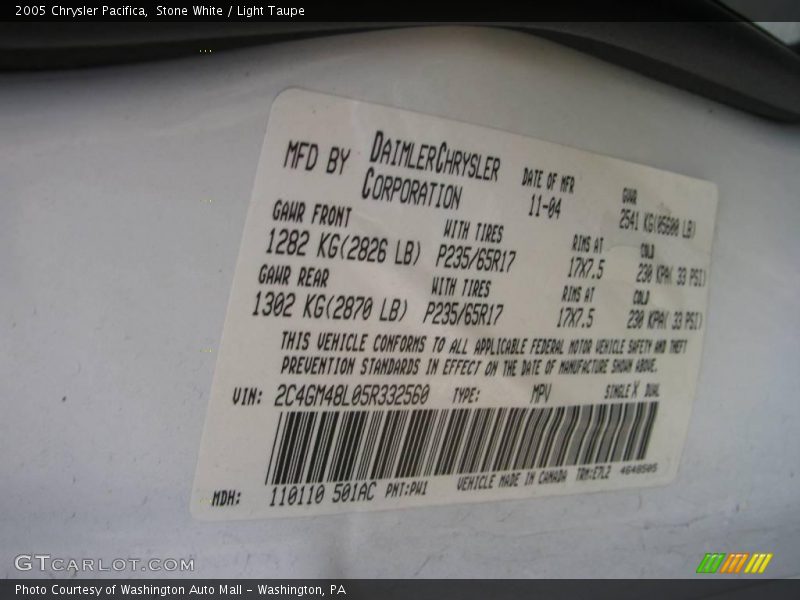 2005 Chrysler Pacifica, Stone White / Light Taupe
MFD BY DAIMLERCHRYSLER CORPORATION
DATE OF MFR 11-04
GVWR 2541 KG(05600 LB)
GAWR FRONT WITH TIRES RIMS AT COLD
1282 KG(2826 LB) P235/65R17 17X7.5 230 KPA( 33 PSI)
GAWR REAR WITH TIRES RIMS AT COLD
1302 KG(2870 LB) P235/65R17 17X7.5 230 KPA( 33 PSI)
THIS VEHICLE CONFORMS TO ALL APPLICABLE FEDERAL MOTOR VEHICLE SAFETY AND THEFT
PREVENTION STANDARDS IN EFFECT ON THE DATE OF MANUFACTURE SHOWN ABOVE.
VIN: 2C4GM48L05R332560 TYPE: MPV SINGLE X DUAL
MDH: 110110 501AC PNT:PW1 VEHICLE MADE IN CANADA TRM:E7L2 4648505
GTCARLOT.COM
Photo Courtesy of Washington Auto Mall - Washington, PA